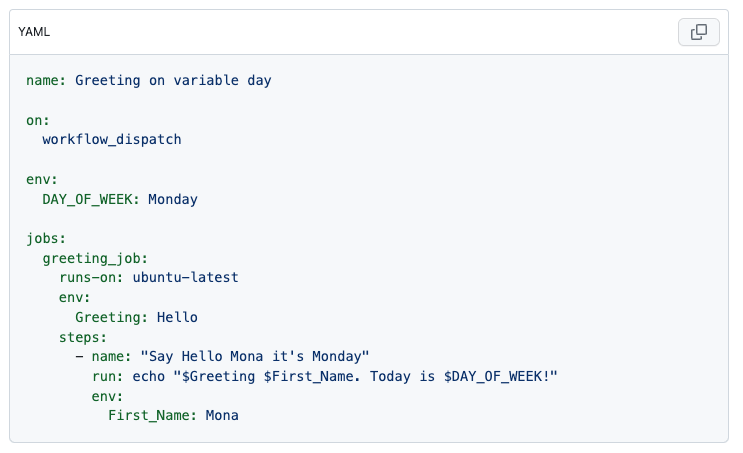 YAML
name: Greeting on variable day
on:
  workflow_dispatch
env:
  DAY_OF_WEEK: Monday
jobs:
  greeting_job:
    runs-on: ubuntu-latest
    env:
      Greeting: Hello
    steps:
      - name: "Say Hello Mona it's Monday"
        run: echo "$Greeting $First_Name. Today is $DAY_OF_WEEK!"
        env:
          First_Name: Mona